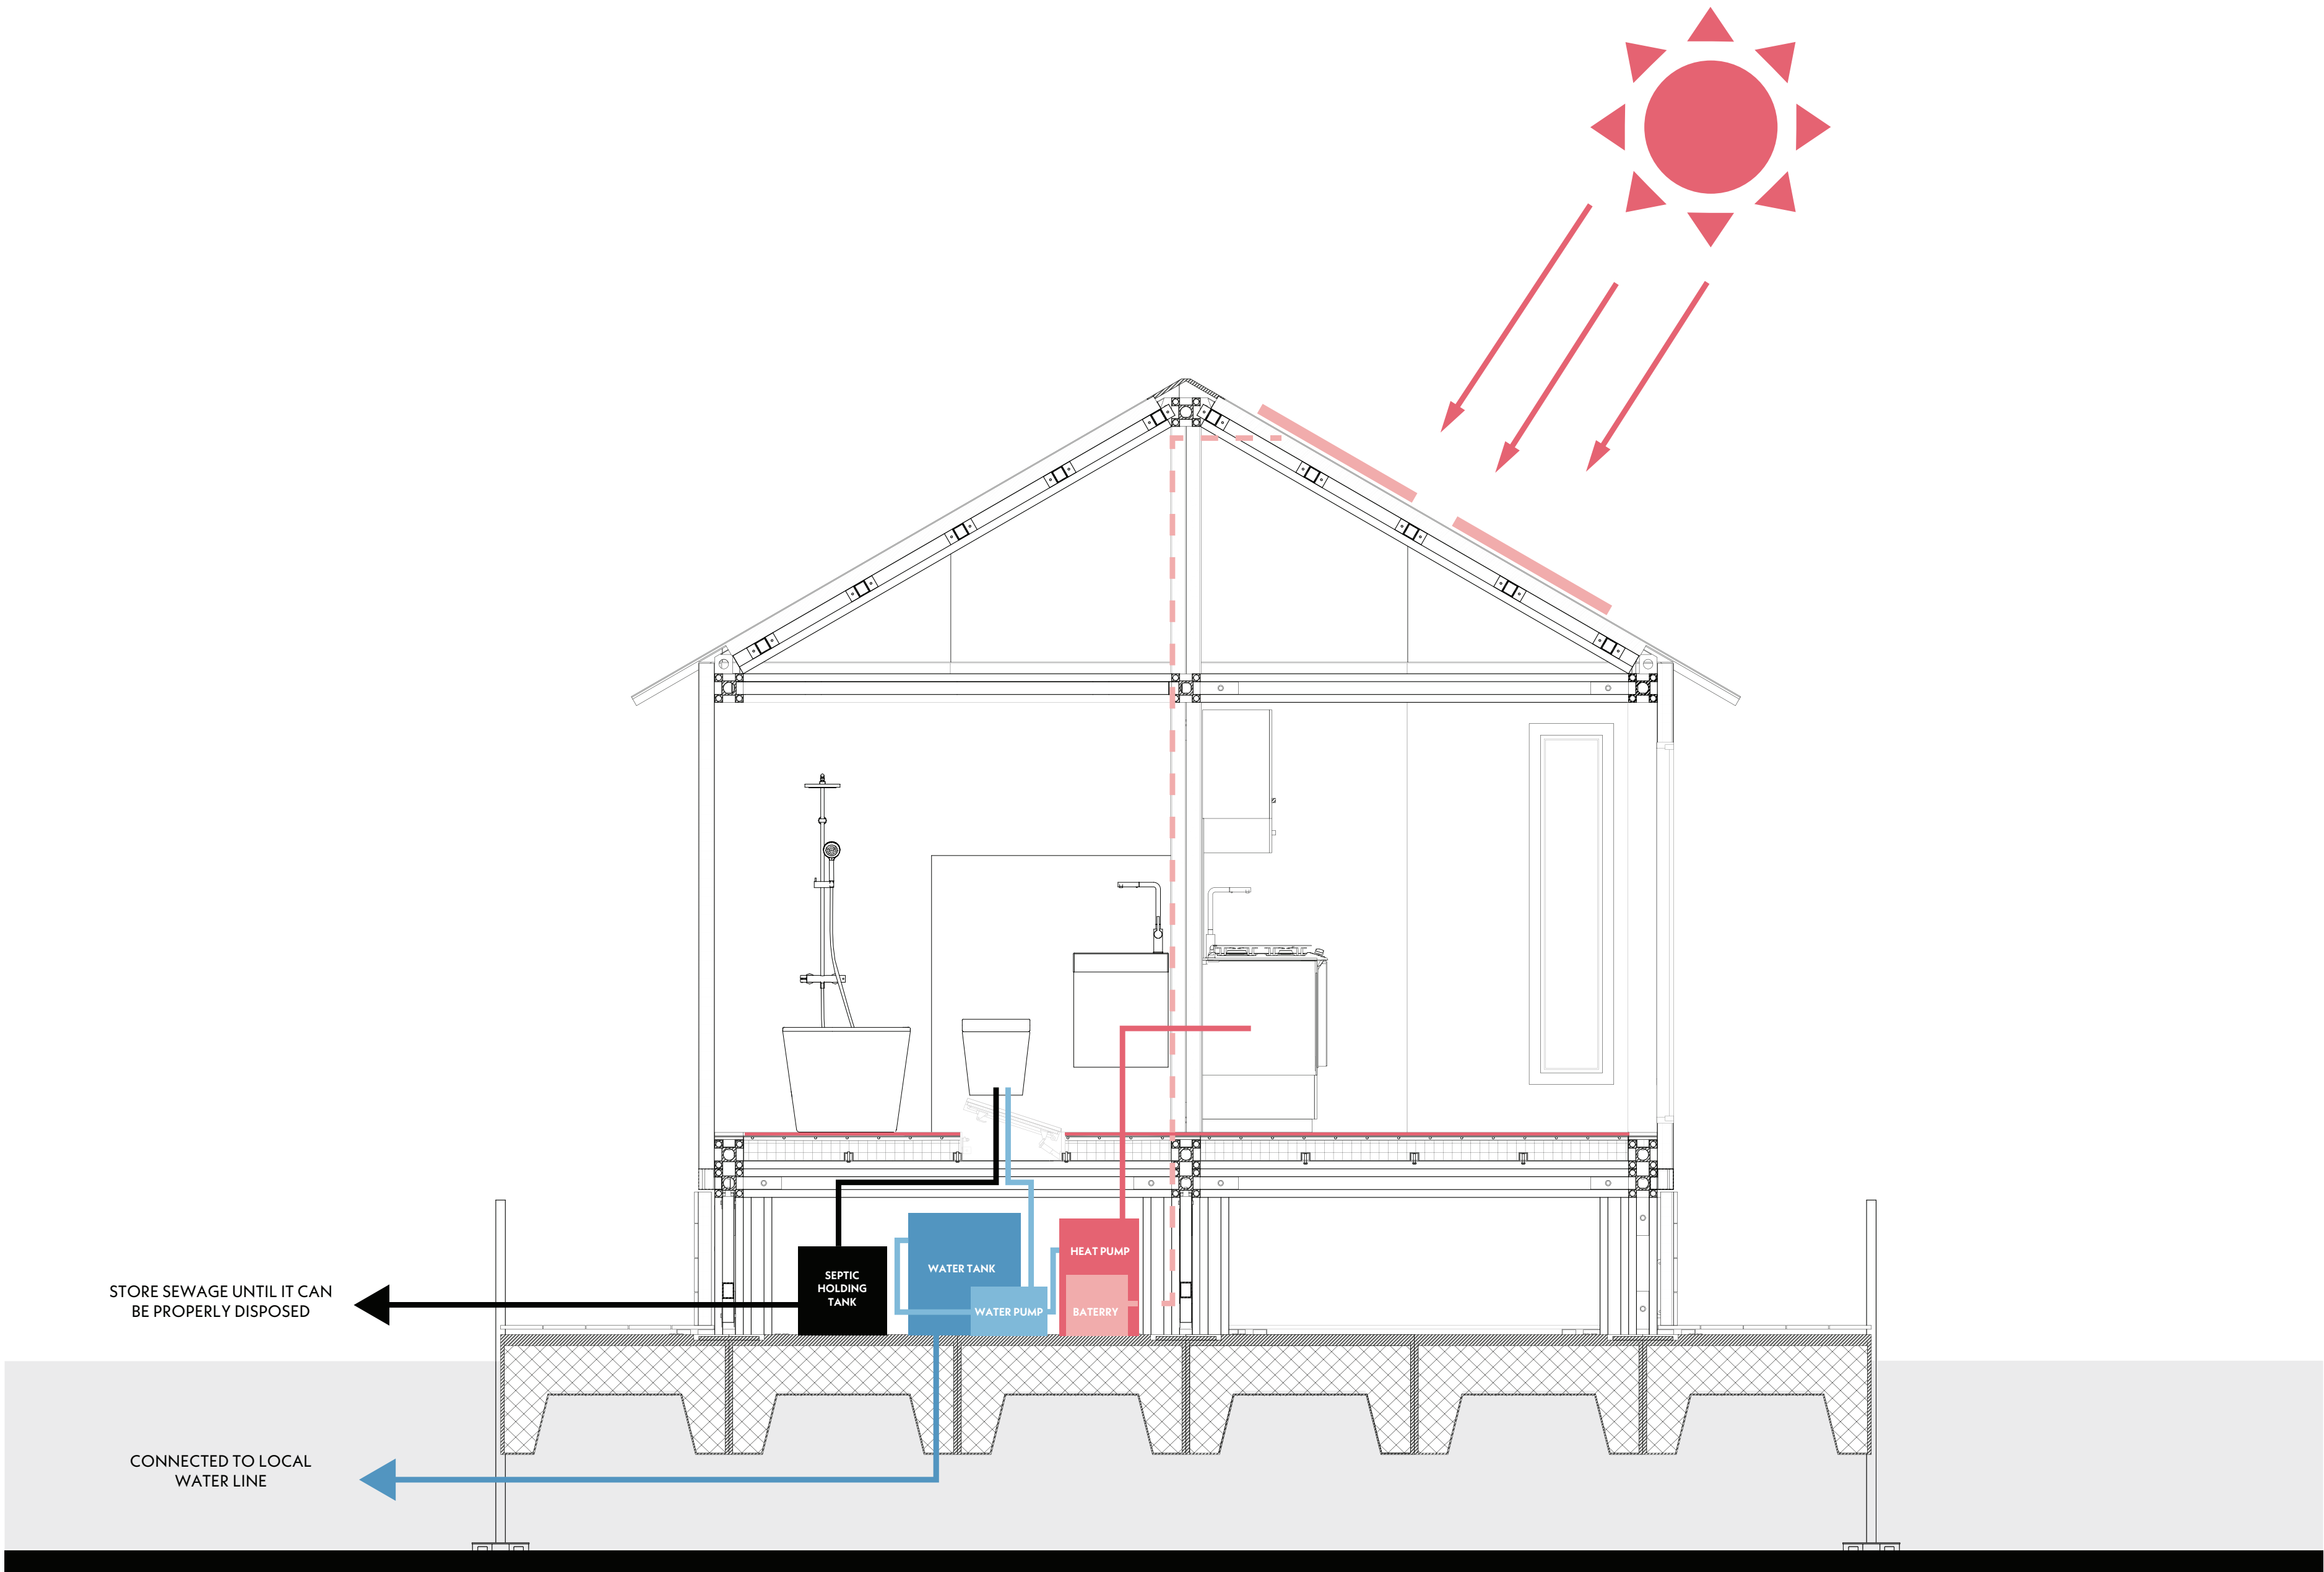 HEAT PUMP
WATER TANK
SEPTIC
HOLDING
TANK
WATER PUMP
BATERRY
STORE SEWAGE UNTIL IT CAN
BE PROPERLY DISPOSED
CONNECTED TO LOCAL
WATER LINE